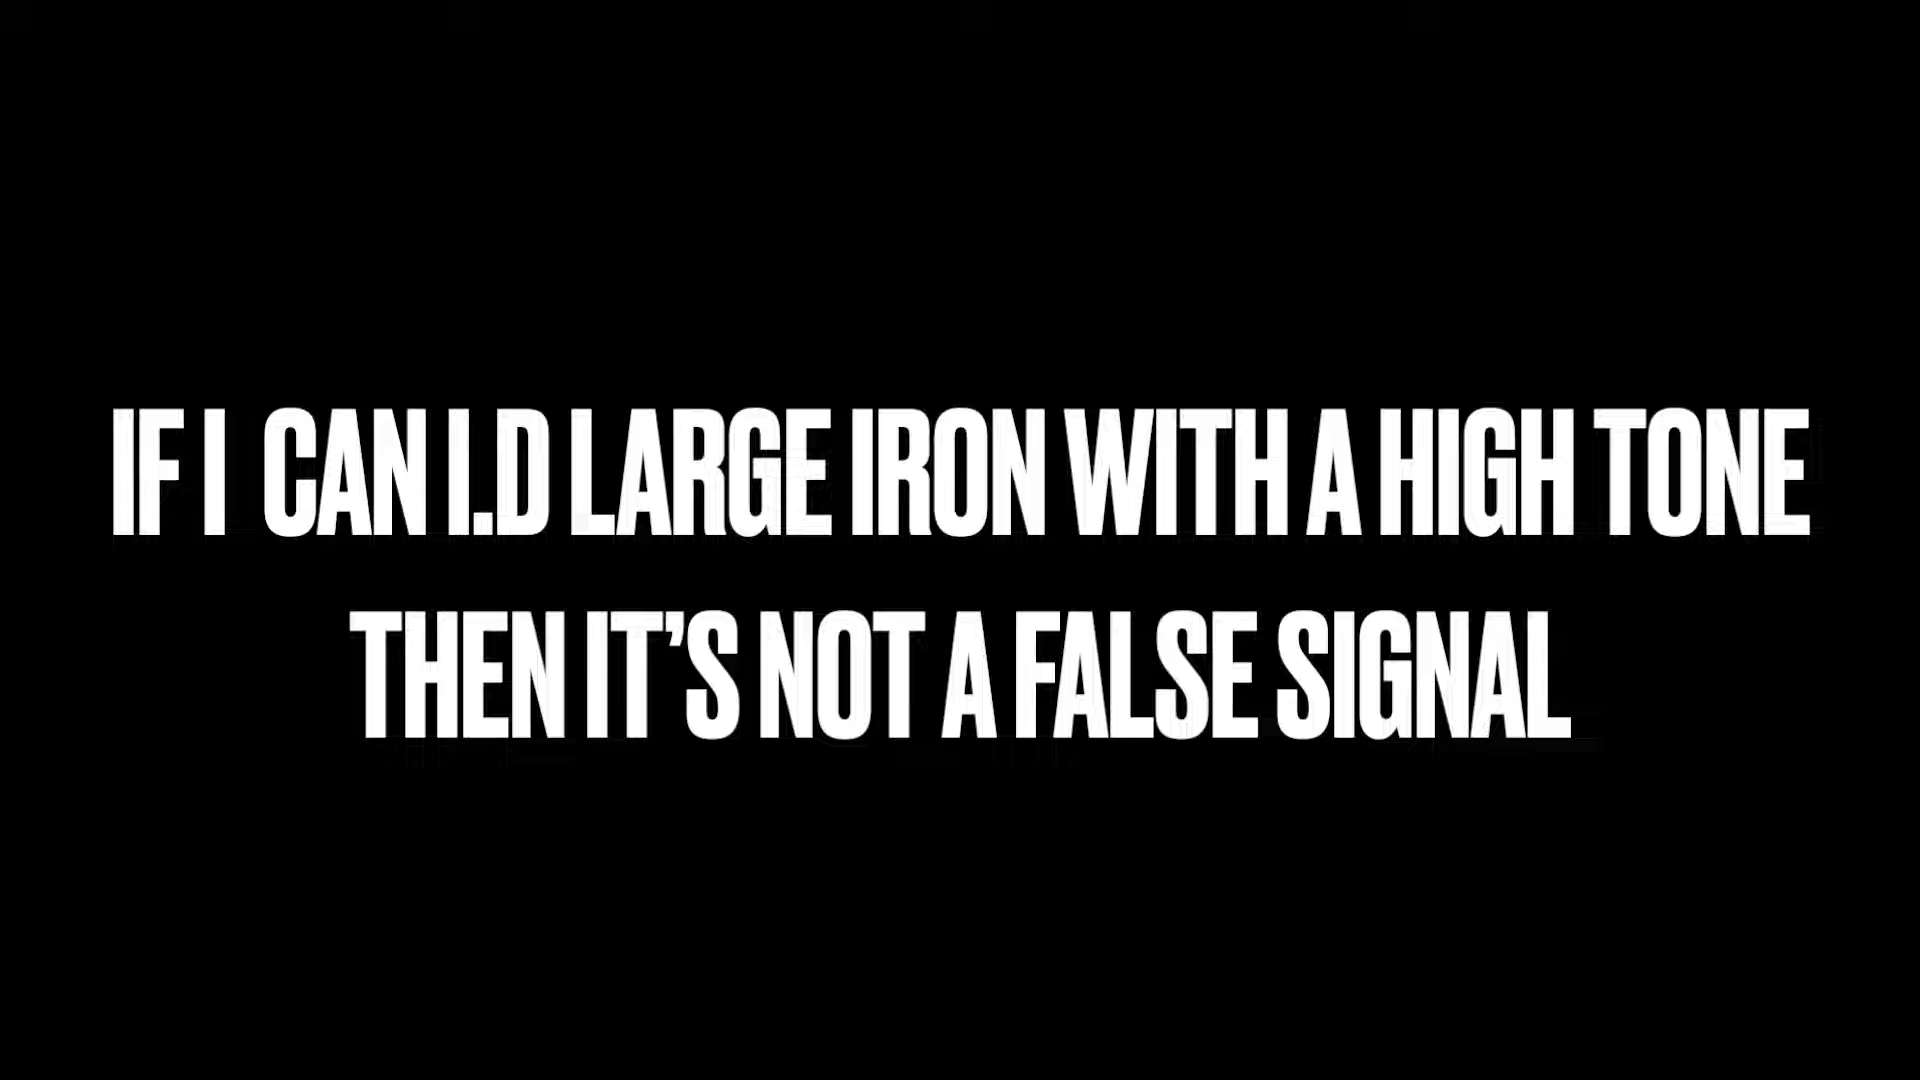 IF I CAN I.D LARGE IRON WITH A HIGH TONE
THEN IT’S NOT A FALSE SIGNAL